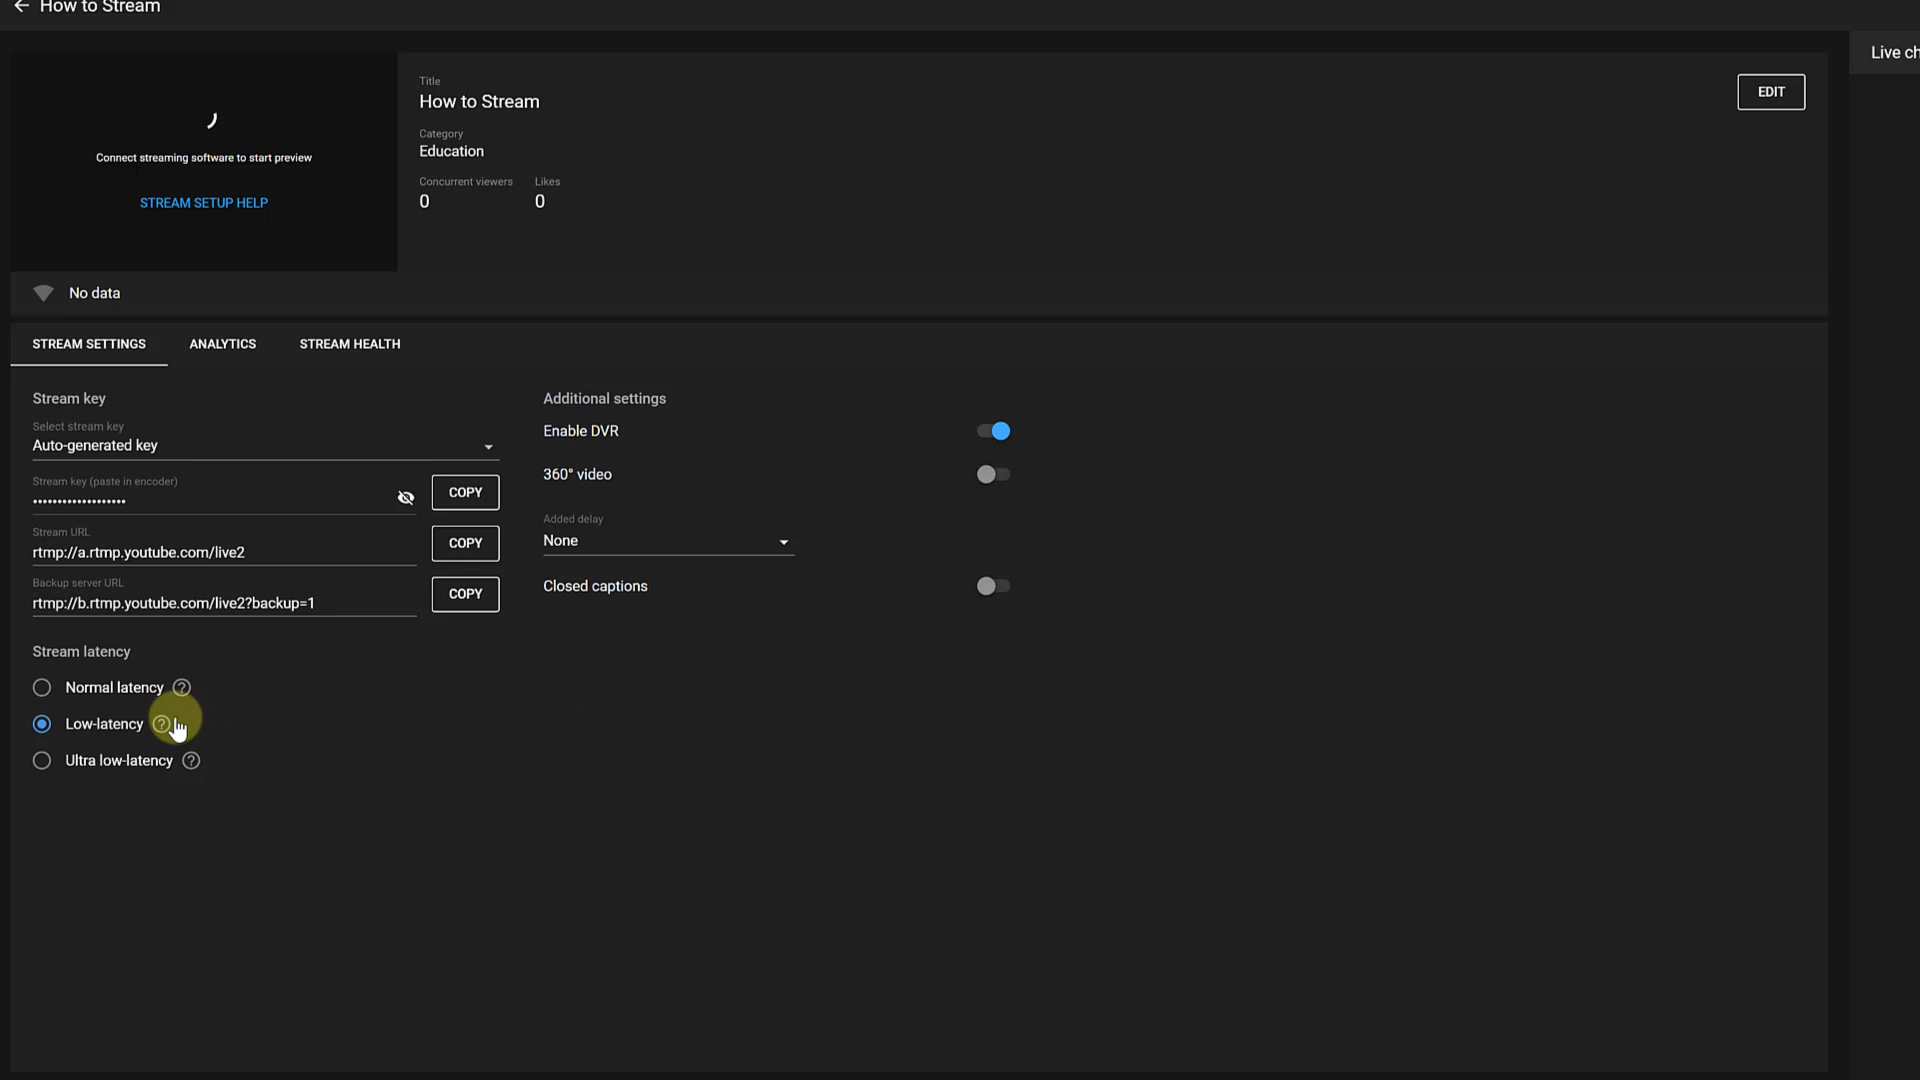 How to Stream
Live ch
Title
How to Stream
EDIT
Category
Education
Concurrent viewers Likes
0 0
Connect streaming software to start preview
STREAM SETUP HELP
No data
STREAM SETTINGS ANALYTICS STREAM HEALTH
Stream key
Select stream key
Auto-generated key
Stream key (paste in encoder)
•••••••••••••••••••
COPY
Stream URL
rtmp://a.rtmp.youtube.com/live2
COPY
Backup server URL
rtmp://b.rtmp.youtube.com/live2?backup=1
COPY
Stream latency
Normal latency ?
Low-latency ?
Ultra low-latency ?
Additional settings
Enable DVR
360° video
Added delay
None
Closed captions